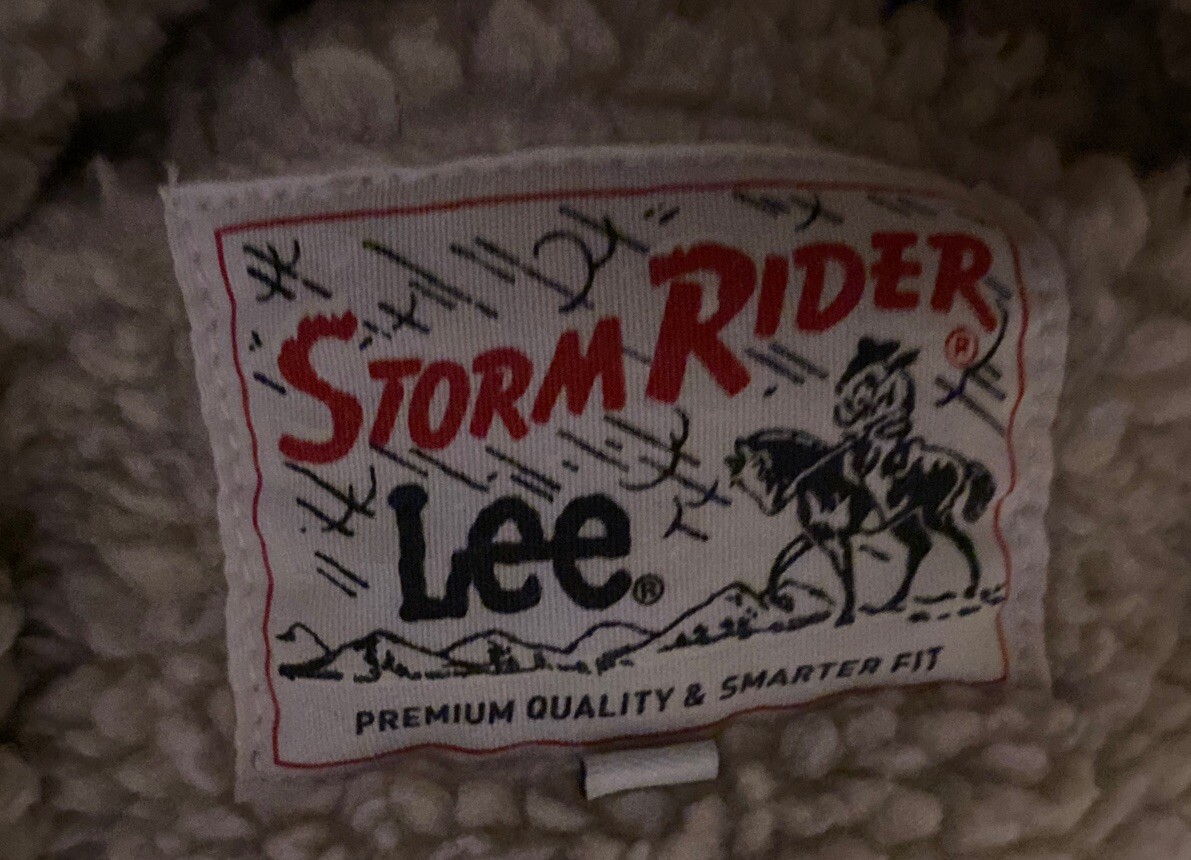 STORM RIDER®
Lee®
PREMIUM QUALITY & SMARTER FIT